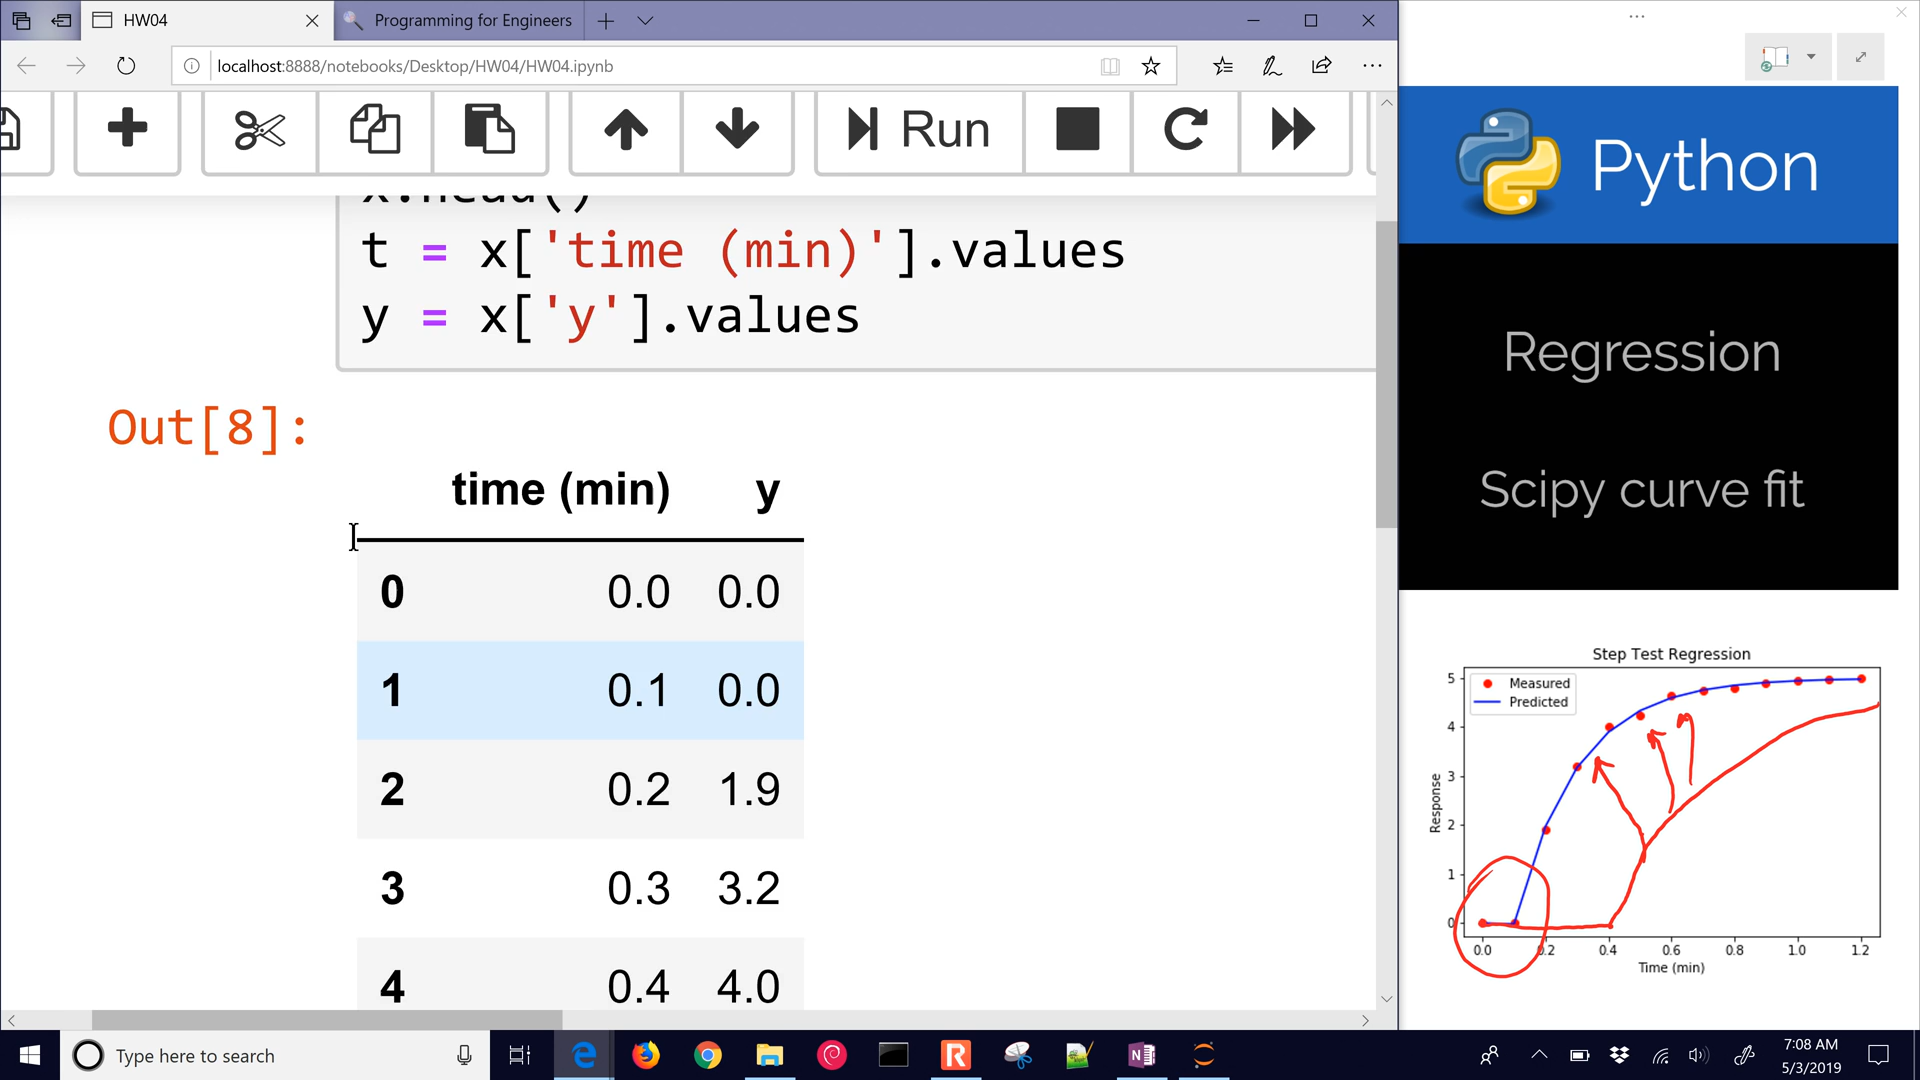 HW04
Programming for Engineers
localhost:8888/notebooks/Desktop/HW04/HW04.ipynb
Run
x.head()
t = x['time (min)'].values
y = x['y'].values
Out[8]:
time (min) y
0 0.0 0.0
1 0.1 0.0
2 0.2 1.9
3 0.3 3.2
4 0.4 4.0
Python
Regression
Scipy curve fit
Step Test Regression
Measured
Predicted
Response
5
4
3
2
1
0
0.0 0.2 0.4 0.6 0.8 1.0 1.2
Time (min)
Type here to search
7:08 AM
5/3/2019